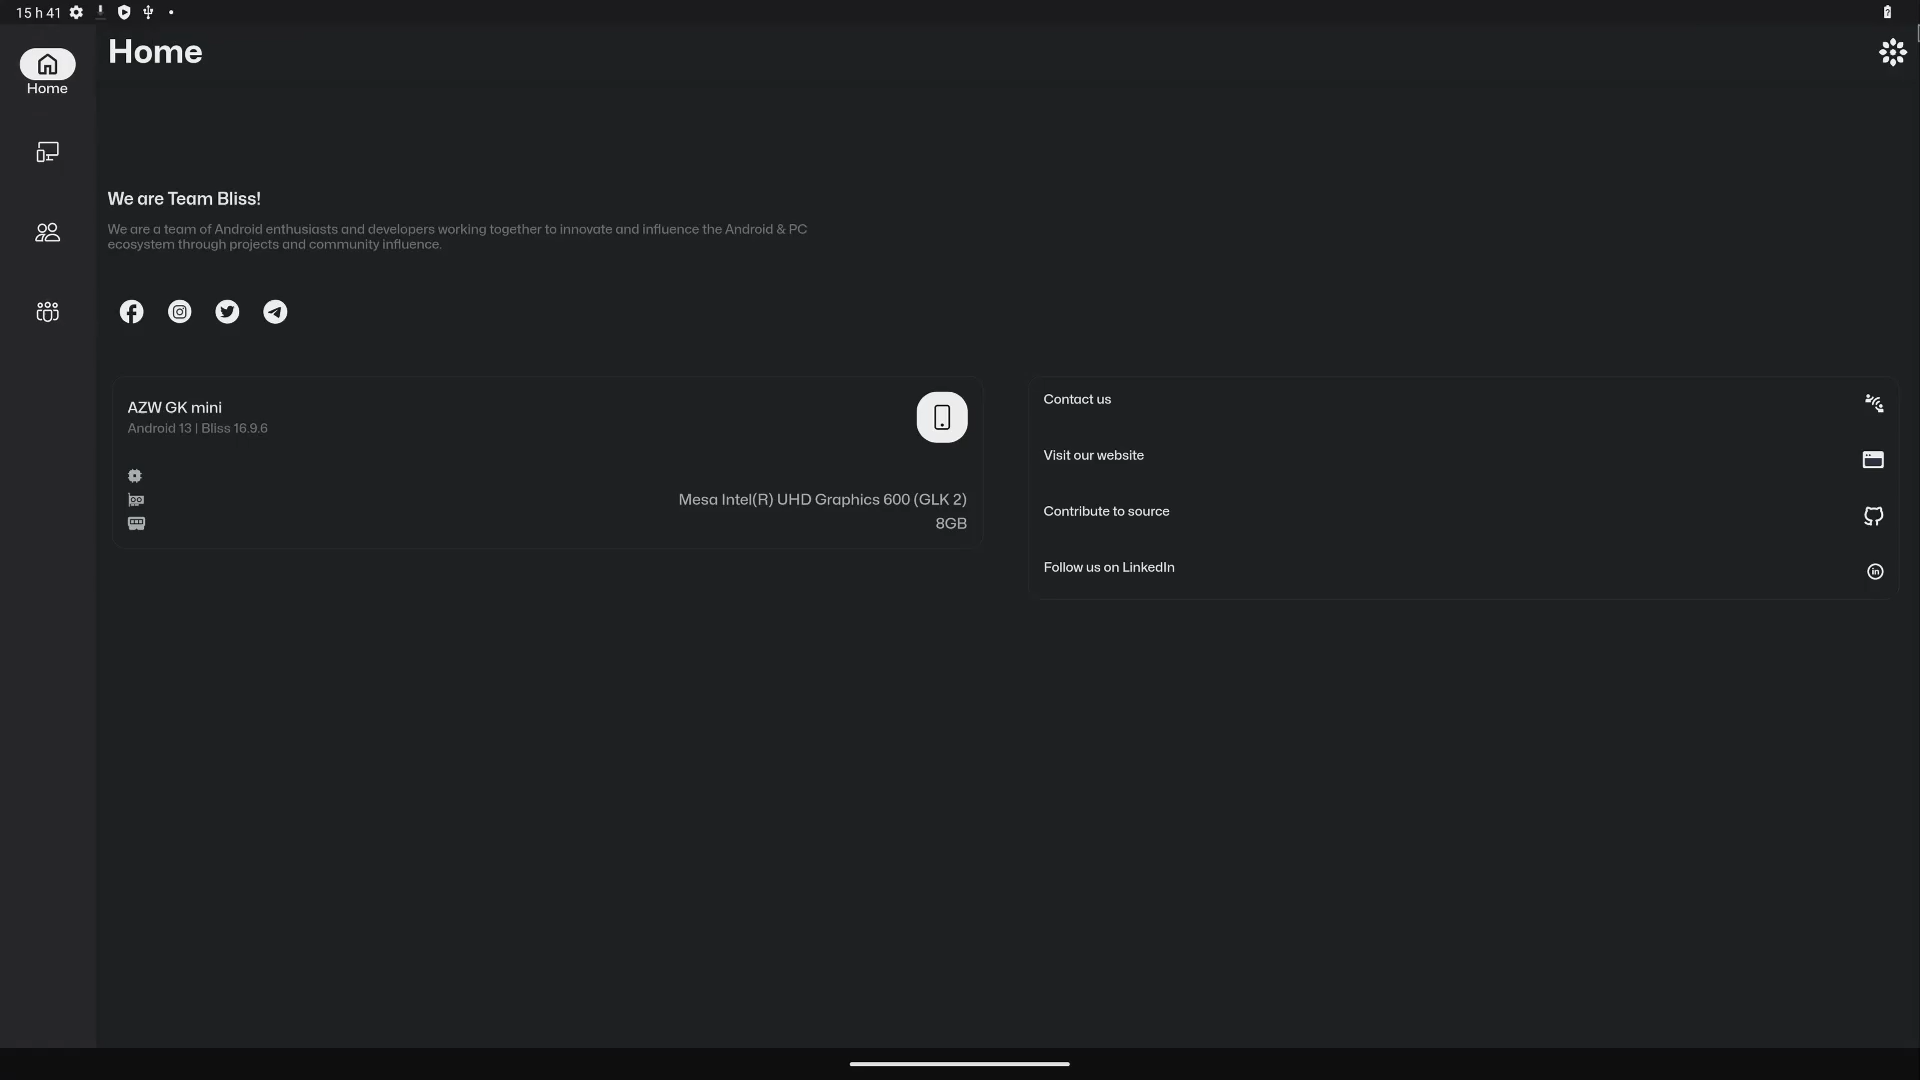 15 h 41
Home
Home
We are Team Bliss!
We are a team of Android enthusiasts and developers working together to innovate and influence the Android & PC
ecosystem through projects and community influence.
AZW GK mini
Android 13 | Bliss 16.9.6
Mesa Intel(R) UHD Graphics 600 (GLK 2)
8GB
Contact us
Visit our website
Contribute to source
Follow us on LinkedIn